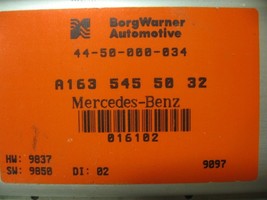 BorgWarner
Automotive
44-50-000-034
A163 545 50 32
Mercedes-Benz
016102
HW: 9837
SW: 9850 DI: 02 9097